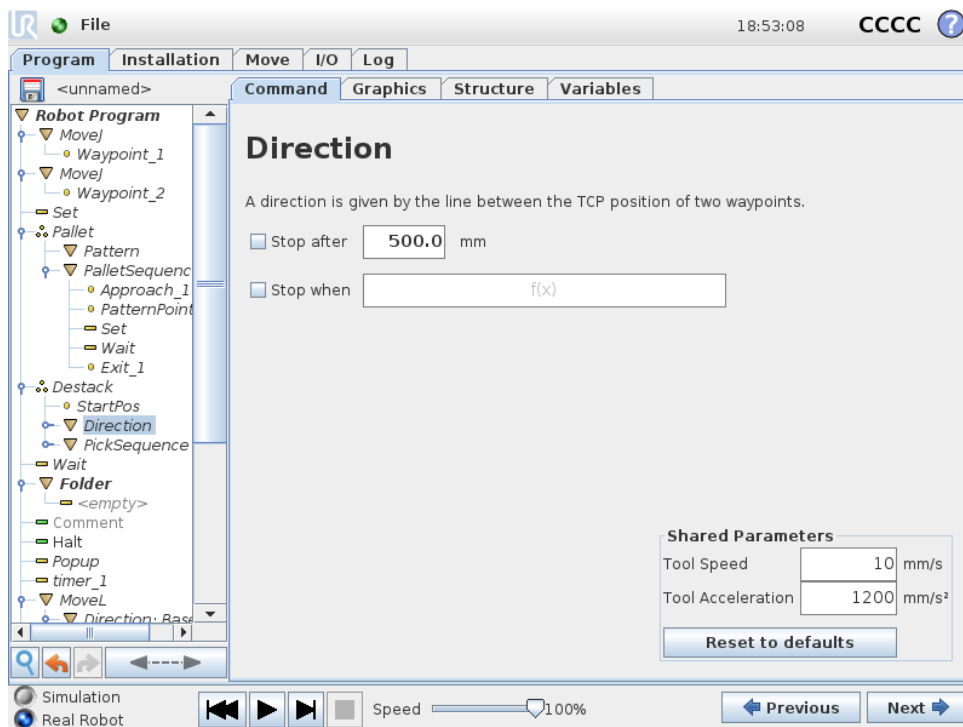 UR File 18:53:08 CCCC ?
Program Installation Move I/O Log
<unnamed>
Command Graphics Structure Variables
Robot Program
MoveJ
Waypoint_1
MoveJ
Waypoint_2
Set
Pallet
Pattern
PalletSequenc
Approach_1
PatternPoint
Set
Wait
Exit_1
Destack
StartPos
Direction
PickSequence
Wait
Folder
<empty>
Comment
Halt
Popup
timer_1
MoveL
Direction: Base
Direction
A direction is given by the line between the TCP position of two waypoints.
Stop after 500.0 mm
Stop when f(x)
Shared Parameters
Tool Speed 10 mm/s
Tool Acceleration 1200 mm/s²
Reset to defaults
Simulation
Real Robot
Speed 100%
Previous Next